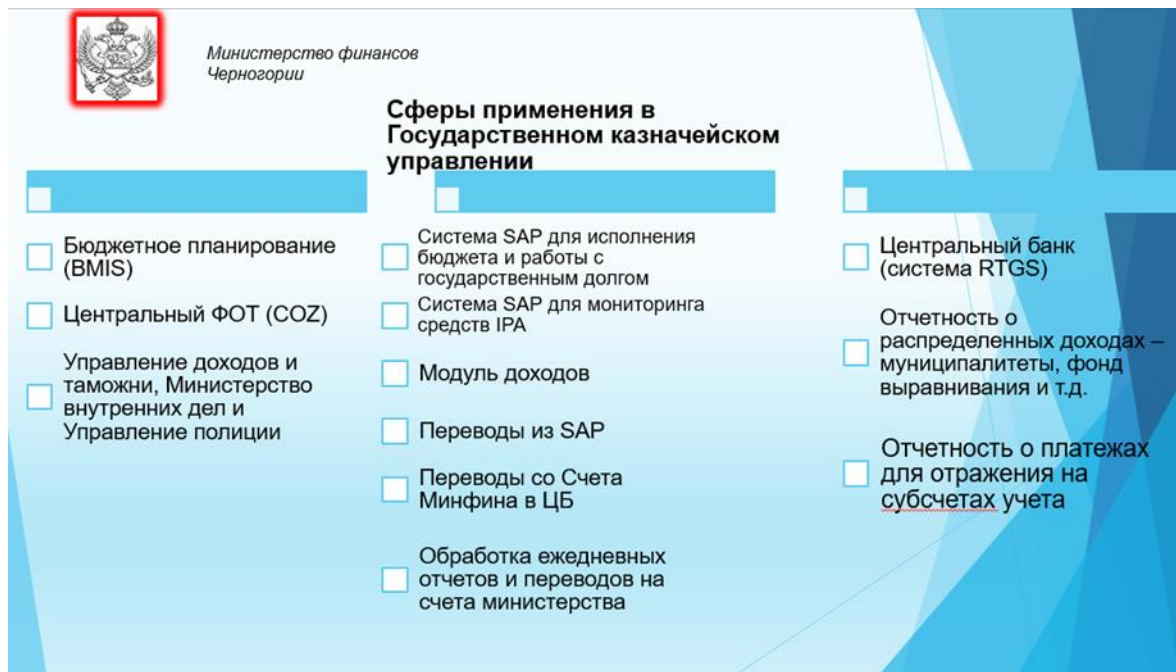 Министерство финансов
Черногории
Сферы применения в
Государственном казначейском
управлении
Бюджетное планирование
(BMIS)
Центральный ФОТ (COZ)
Управление доходов и
таможни, Министерство
внутренних дел и
Управление полиции
Система SAP для исполнения
бюджета и работы с
государственным долгом
Система SAP для мониторинга
средств IPA
Модуль доходов
Переводы из SAP
Переводы со Счета
Минфина в ЦБ
Обработка ежедневных
отчетов и переводов на
счета министерства
Центральный банк
(система RTGS)
Отчетность о
распределенных доходах –
муниципалитеты, фонд
выравнивания и т.д.
Отчетность о платежах
для отражения на
субсчетах учета